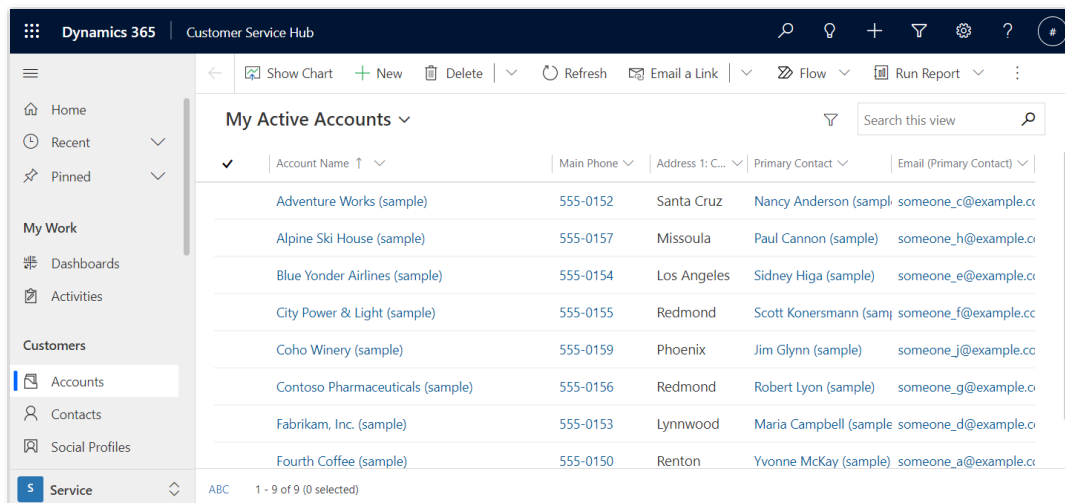 Dynamics 365 Customer Service Hub #
Show Chart New Delete Refresh Email a Link Flow Run Report
Home
Recent
Pinned
My Work
Dashboards
Activities
Customers
Accounts
Contacts
Social Profiles
S Service
My Active Accounts Search this view
Account Name Main Phone Address 1: C... Primary Contact Email (Primary Contact)
Adventure Works (sample) 555-0152 Santa Cruz Nancy Anderson (sampl someone_c@example.co
Alpine Ski House (sample) 555-0157 Missoula Paul Cannon (sample) someone_h@example.co
Blue Yonder Airlines (sample) 555-0154 Los Angeles Sidney Higa (sample) someone_e@example.co
City Power & Light (sample) 555-0155 Redmond Scott Konersmann (samp someone_f@example.co
Coho Winery (sample) 555-0159 Phoenix Jim Glynn (sample) someone_j@example.co
Contoso Pharmaceuticals (sample) 555-0156 Redmond Robert Lyon (sample) someone_g@example.co
Fabrikam, Inc. (sample) 555-0153 Lynnwood Maria Campbell (sample someone_d@example.co
Fourth Coffee (sample) 555-0150 Renton Yvonne McKay (sample) someone_a@example.co
ABC 1 - 9 of 9 (0 selected)